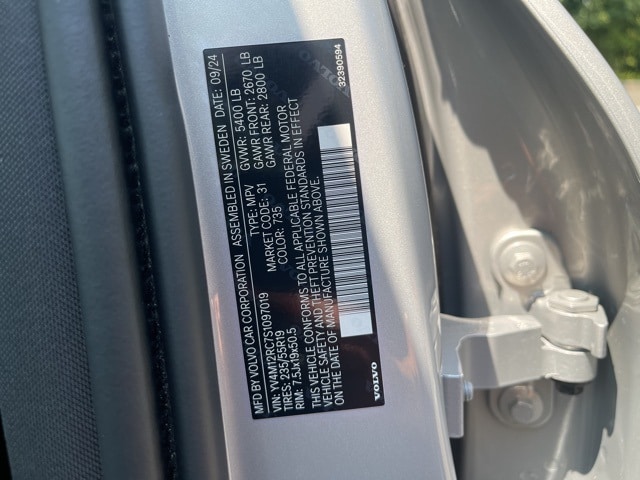 MFD BY VOLVO CAR CORPORATION ASSEMBLED IN SWEDEN DATE: 09/24
VIN: YV4M12RC7S1097019 TYPE: MPV GVWR: 5400 LB
TIRES: 235/55R19 MARKET CODE: 31 GAWR FRONT: 2670 LB
RIM: 7.5Jx19x50.5 COLOR: 735 GAWR REAR: 2800 LB
THIS VEHICLE CONFORMS TO ALL APPLICABLE FEDERAL MOTOR
VEHICLE SAFETY AND THEFT PREVENTION STANDARDS IN EFFECT
ON THE DATE OF MANUFACTURE SHOWN ABOVE.
VOLVO 32390594